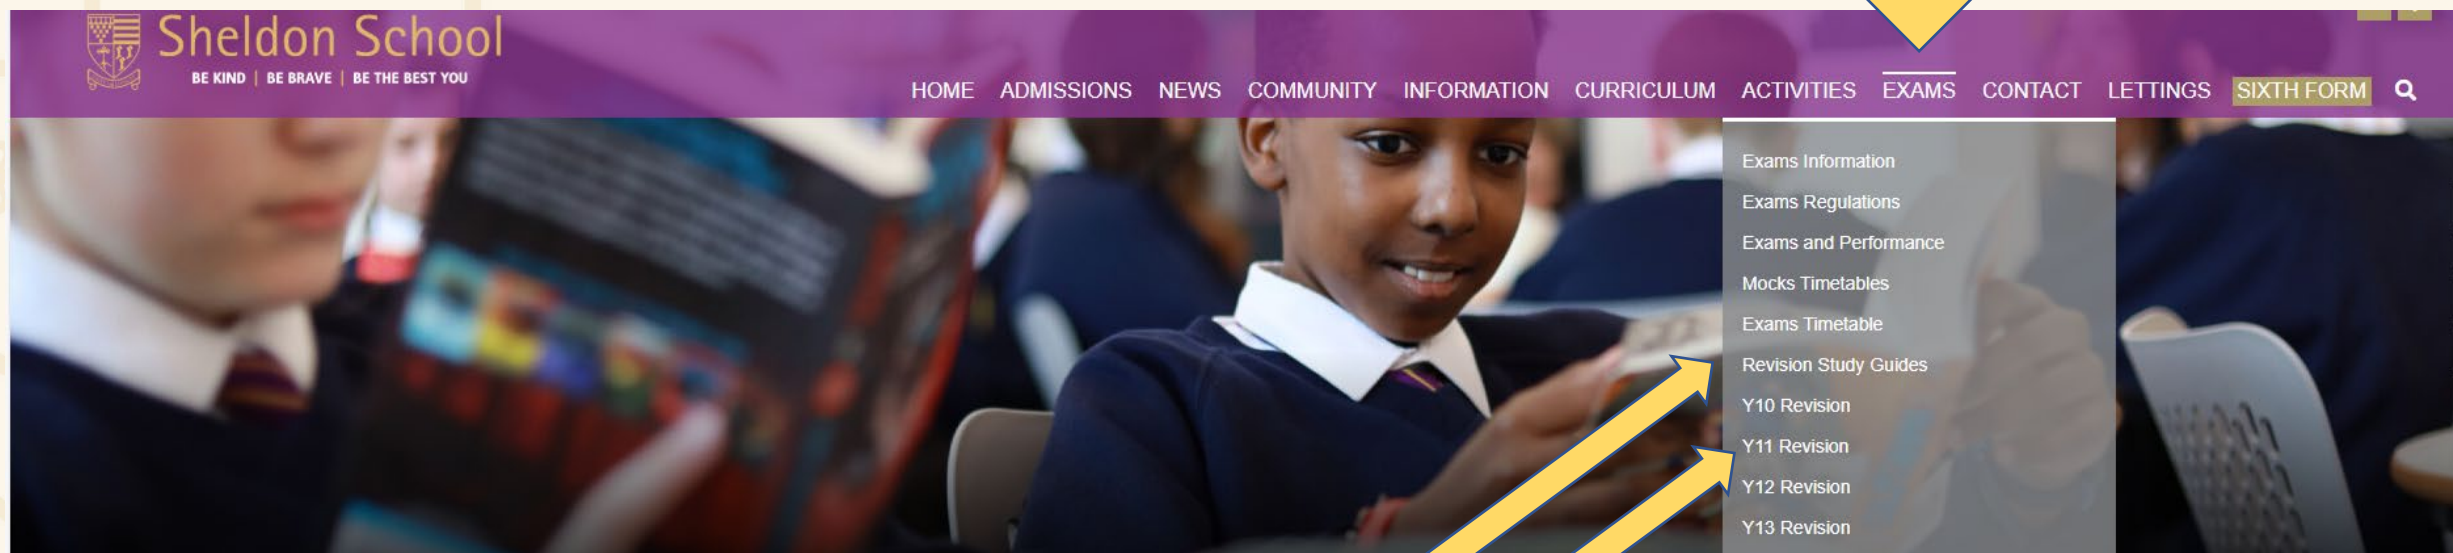 Sheldon School
BE KIND | BE BRAVE | BE THE BEST YOU
HOME ADMISSIONS NEWS COMMUNITY INFORMATION CURRICULUM ACTIVITIES EXAMS CONTACT LETTINGS SIXTH FORM
Exams Information
Exams Regulations
Exams and Performance
Mocks Timetables
Exams Timetable
Revision Study Guides
Y10 Revision
Y11 Revision
Y12 Revision
Y13 Revision